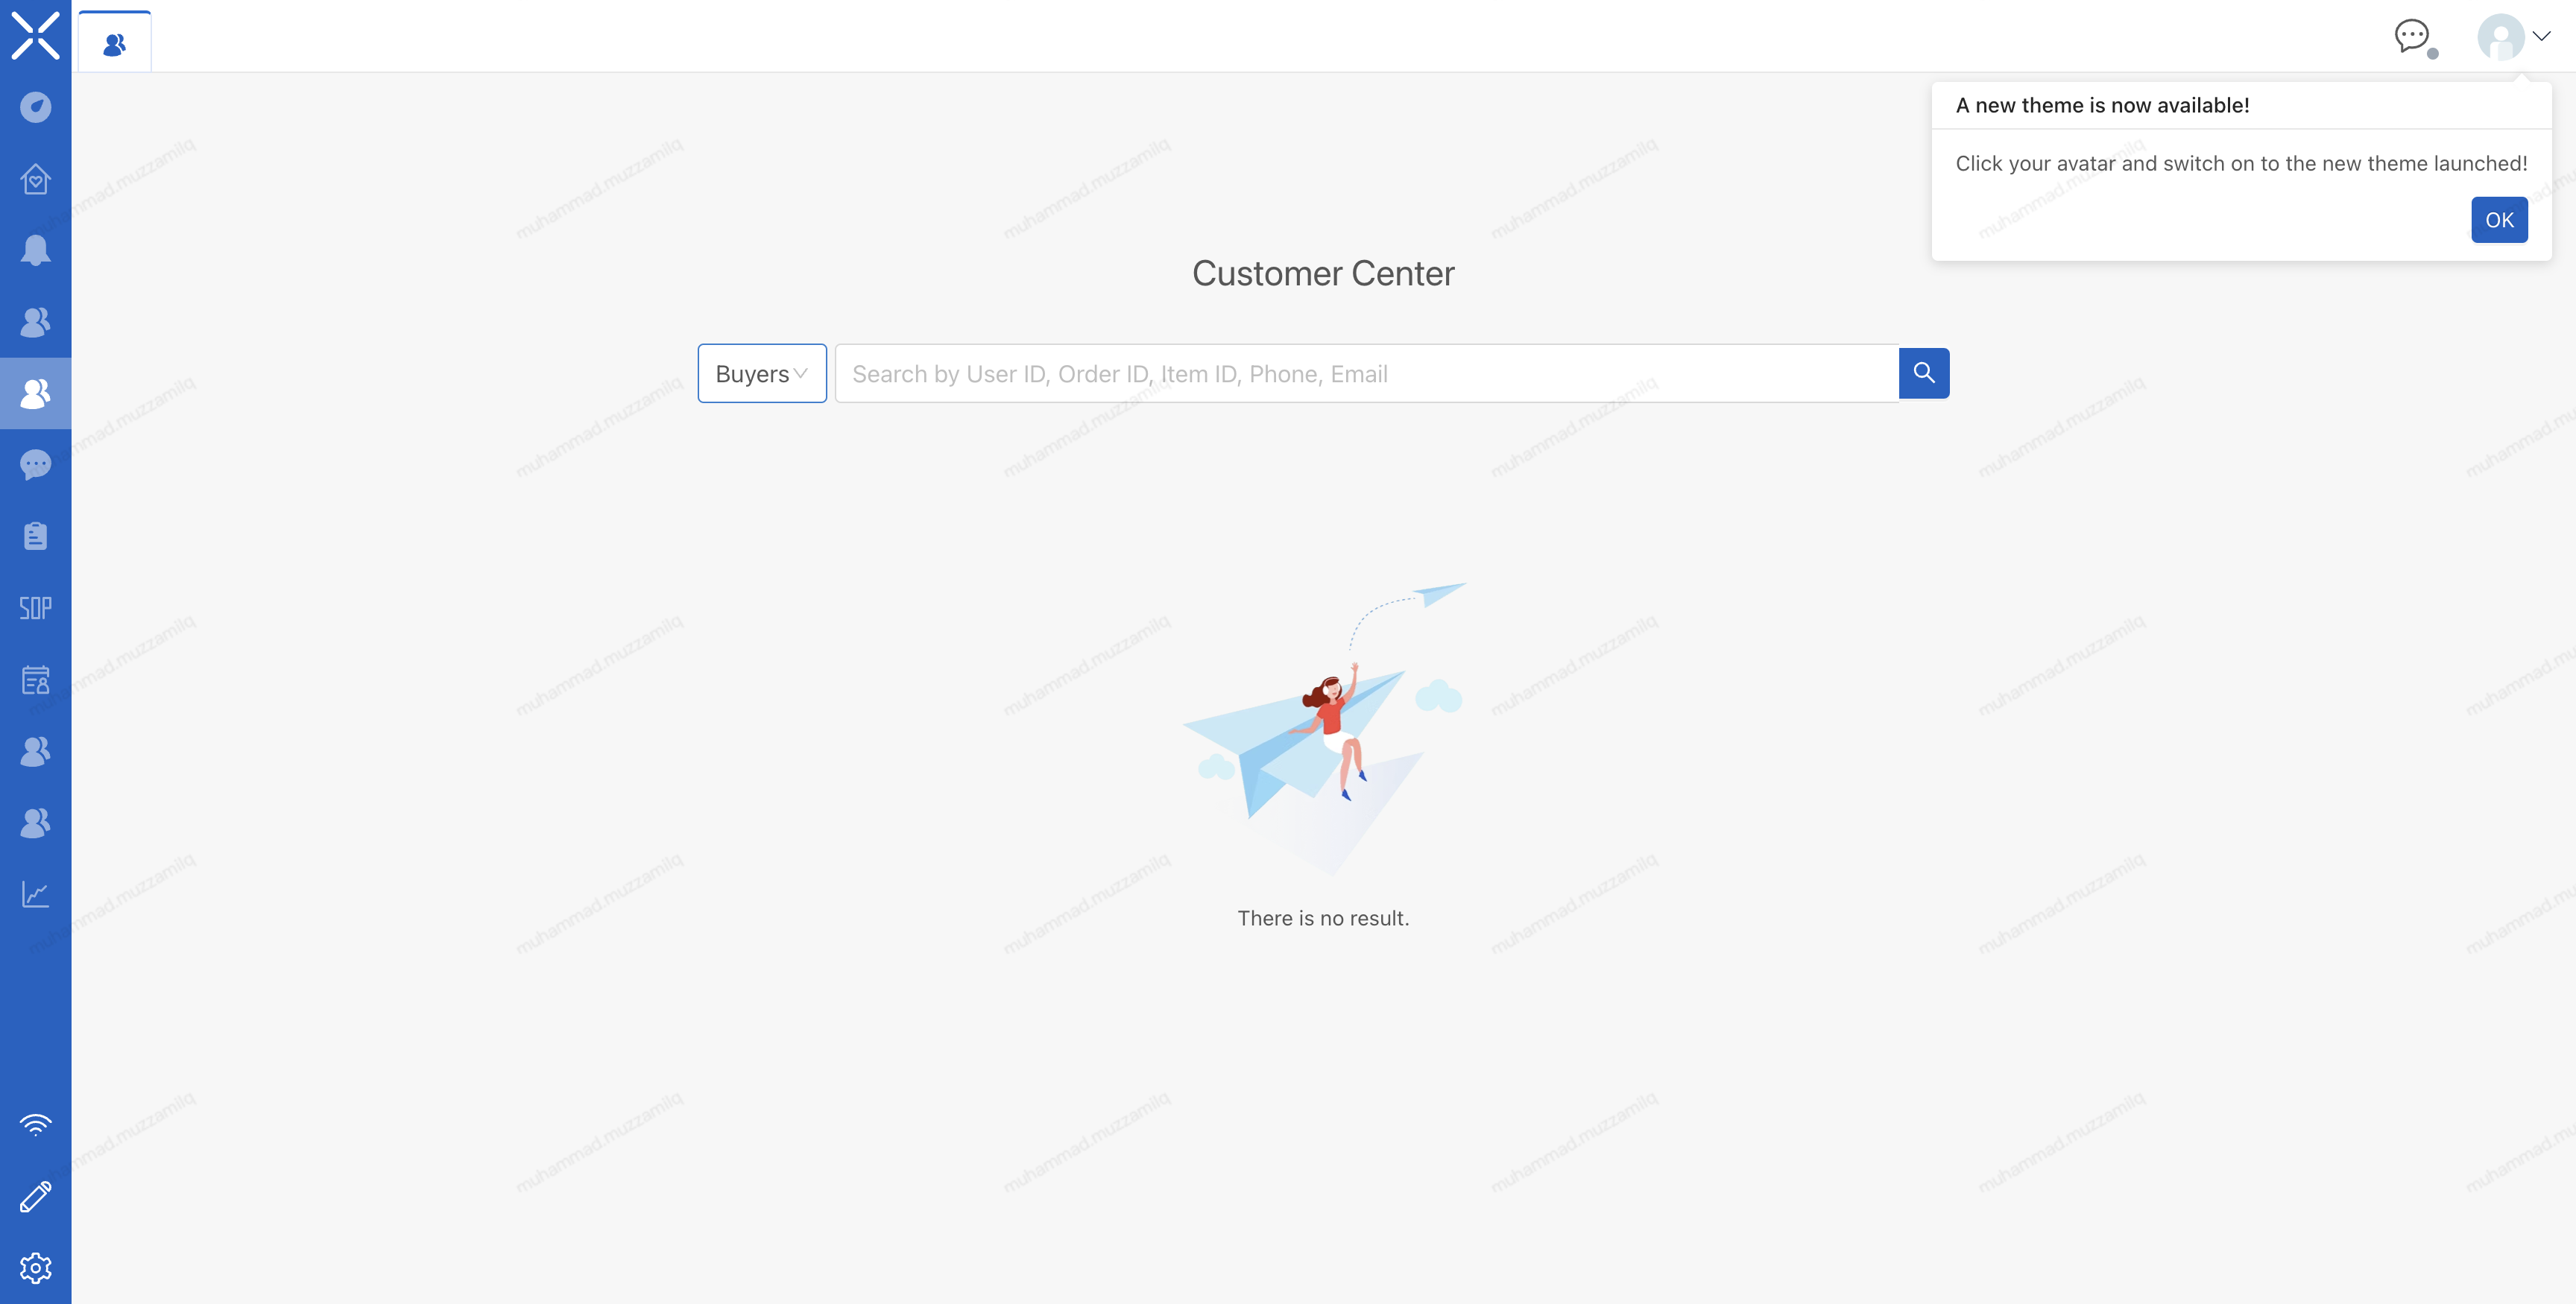 A new theme is now available!
Click your avatar and switch on to the new theme launched!
OK
Customer Center
Buyers
Search by User ID, Order ID, Item ID, Phone, Email
SOP
There is no result.
muhammad.muzzamilq